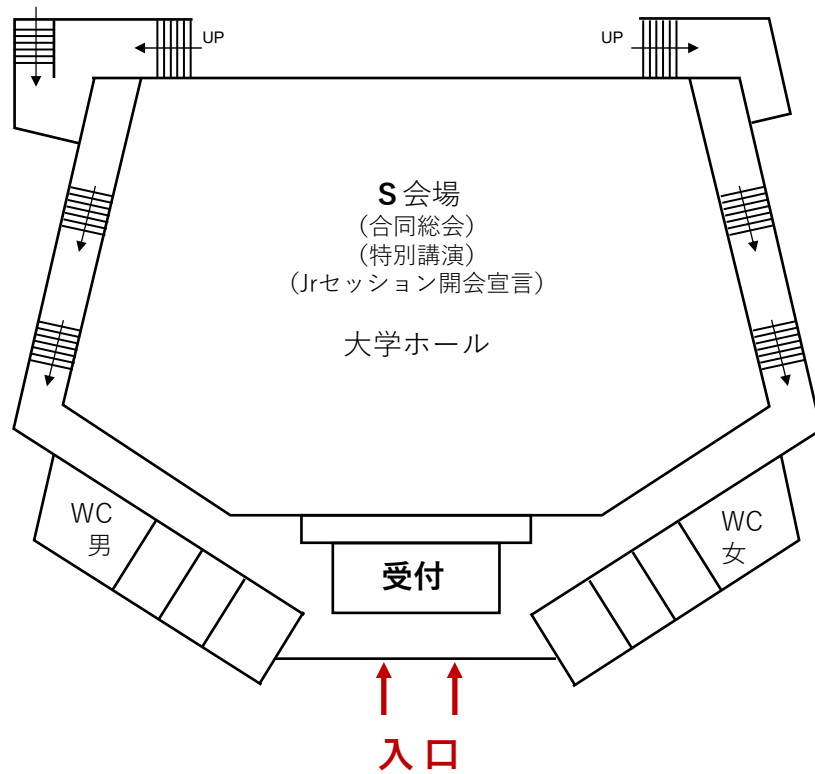 UP
UP
S会場
（合同総会）
（特別講演）
（Jrセッション開会宣言）
大学ホール
WC
男
WC
女
受付
入口